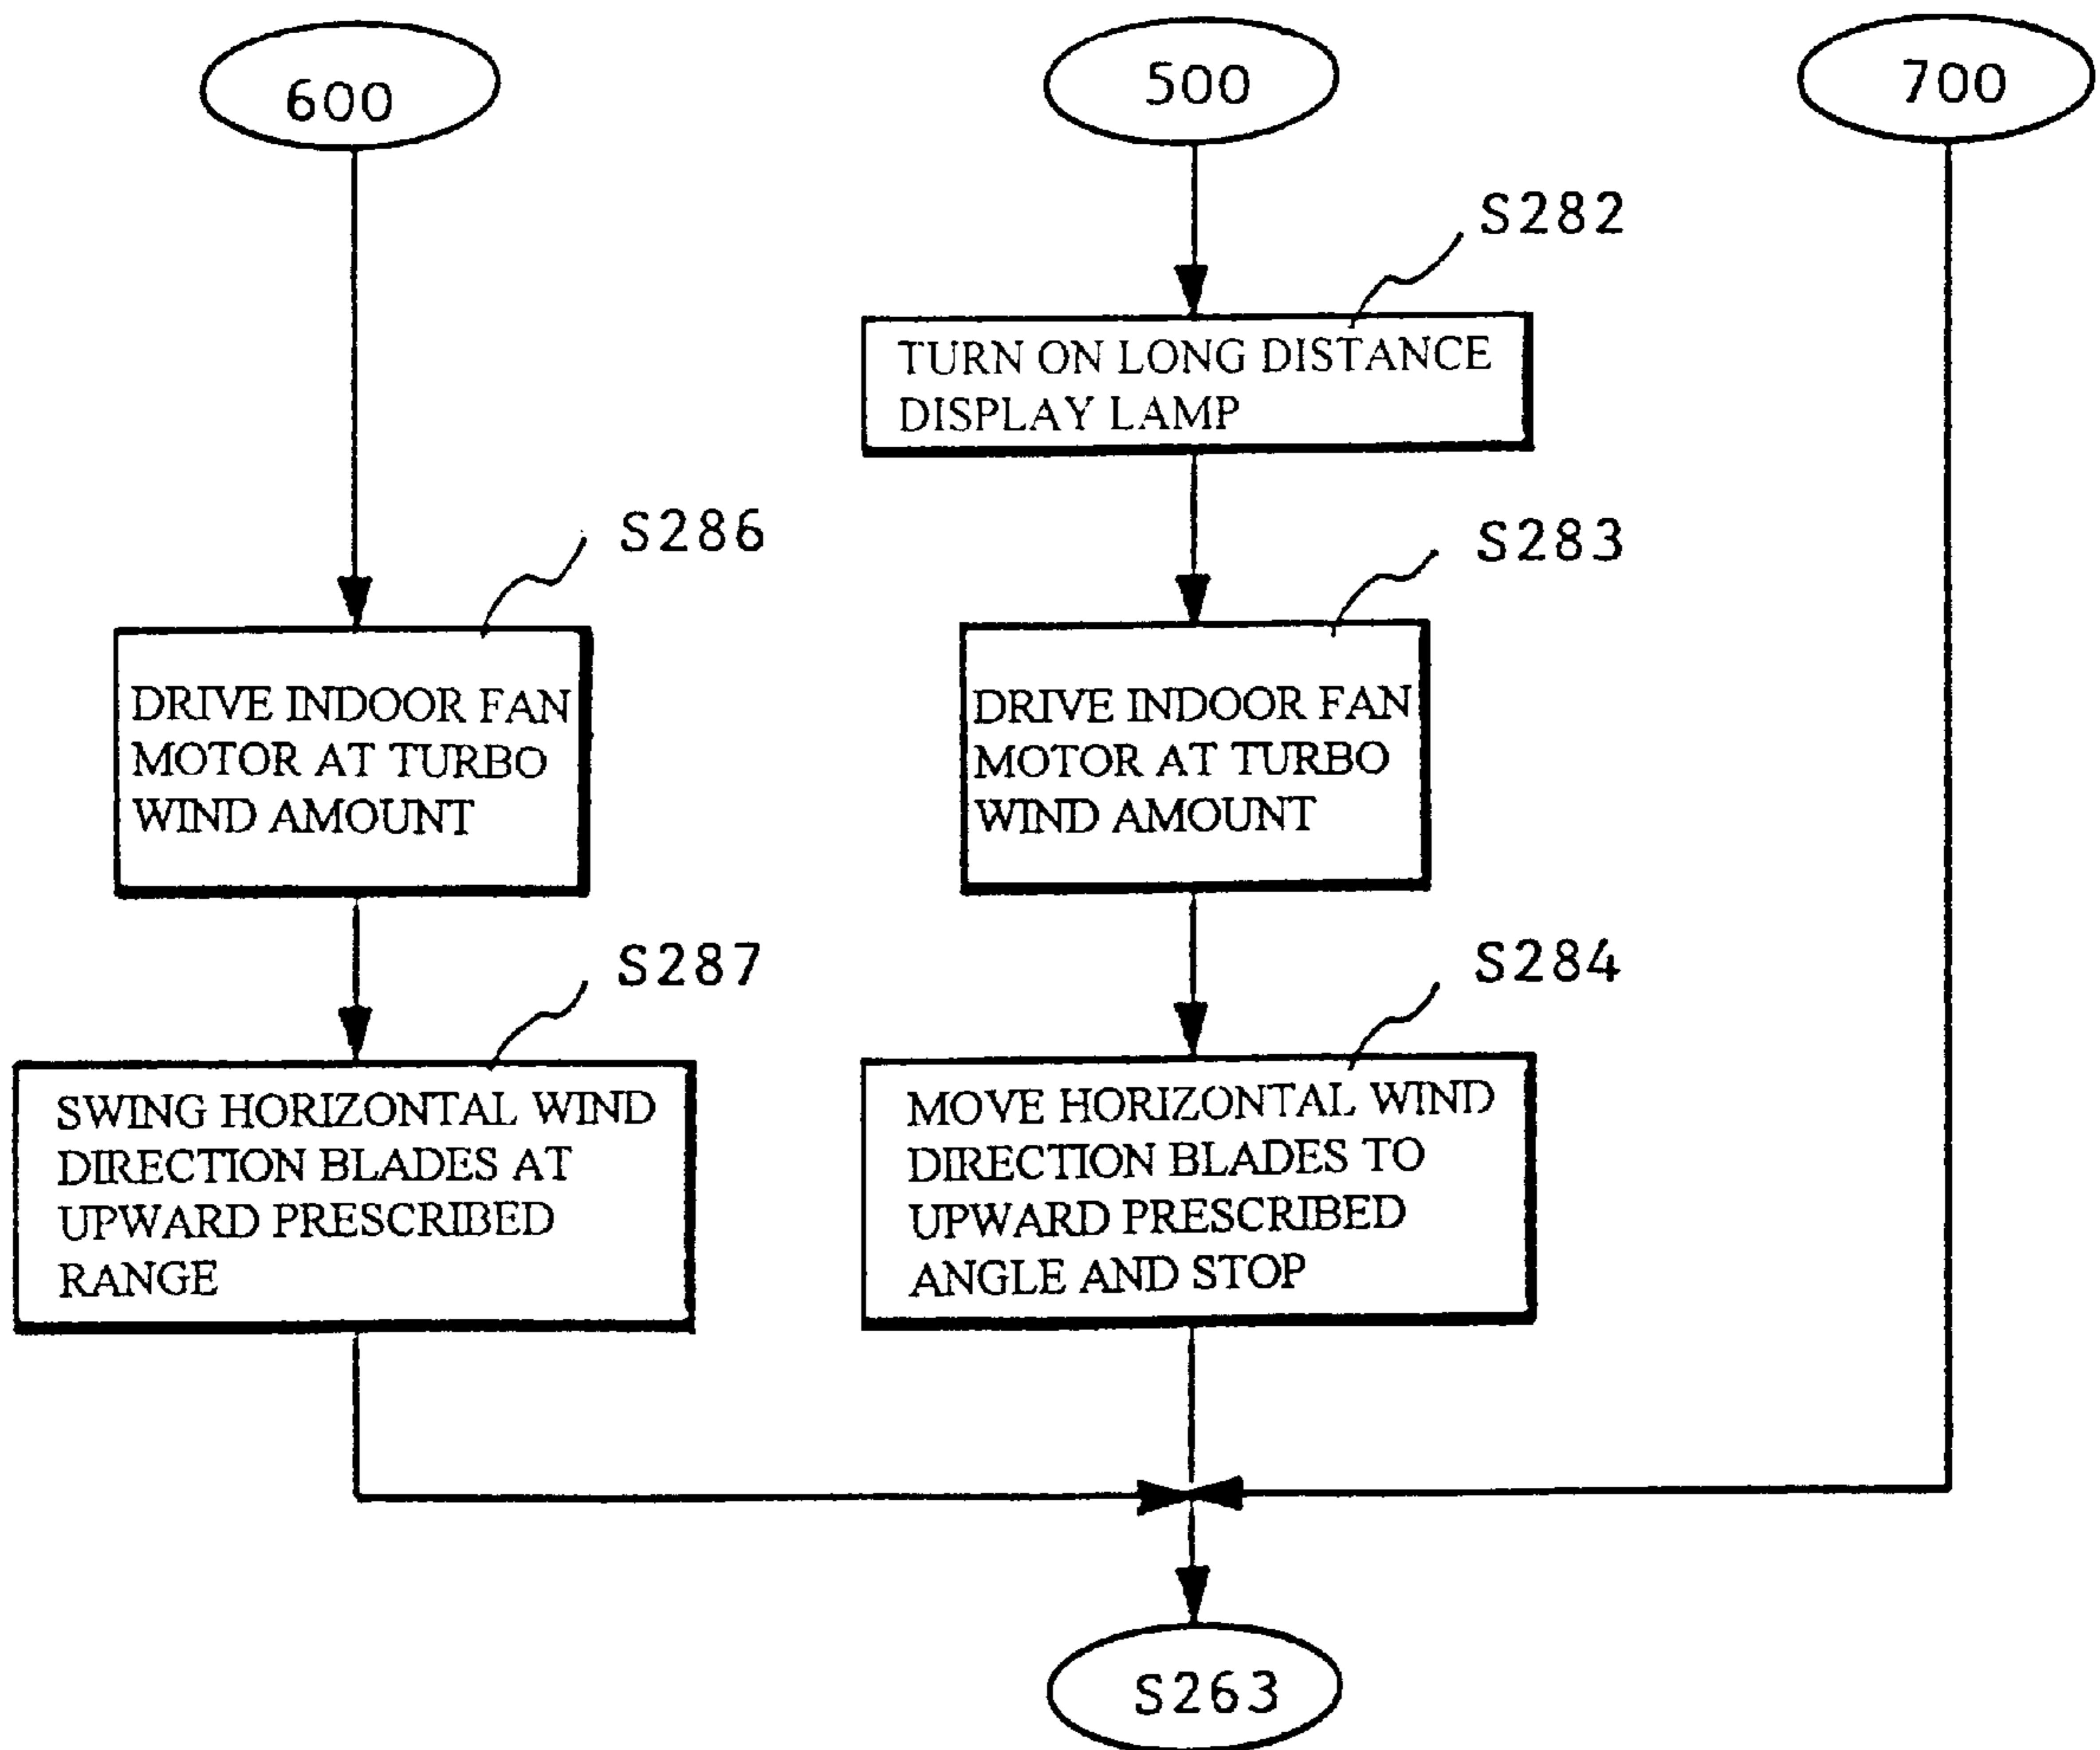 600
500
700
S282
TURN ON LONG DISTANCE
DISPLAY LAMP
S286
S283
DRIVE INDOOR FAN
MOTOR AT TURBO
WIND AMOUNT
DRIVE INDOOR FAN
MOTOR AT TURBO
WIND AMOUNT
S287
S284
SWING HORIZONTAL WIND
DIRECTION BLADES AT
UPWARD PRESCRIBED
RANGE
MOVE HORIZONTAL WIND
DIRECTION BLADES TO
UPWARD PRESCRIBED
ANGLE AND STOP
S263